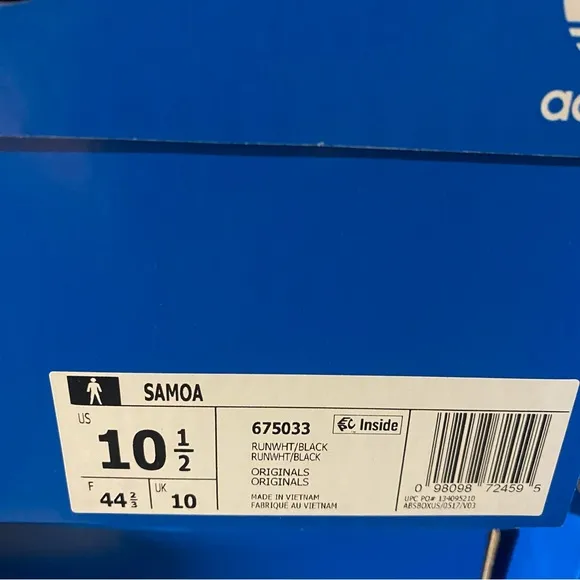 ad
SAMOA
US
10 1/2
F 44 2/3
UK 10
675033
Inside
RUNWHT/BLACK
RUNWHT/BLACK
ORIGINALS
ORIGINALS
MADE IN VIETNAM
FABRIQUE AU VIETNAM
0 98098 72459 5
UPC PO# 134095210
ABSBOXUS/0517/V03